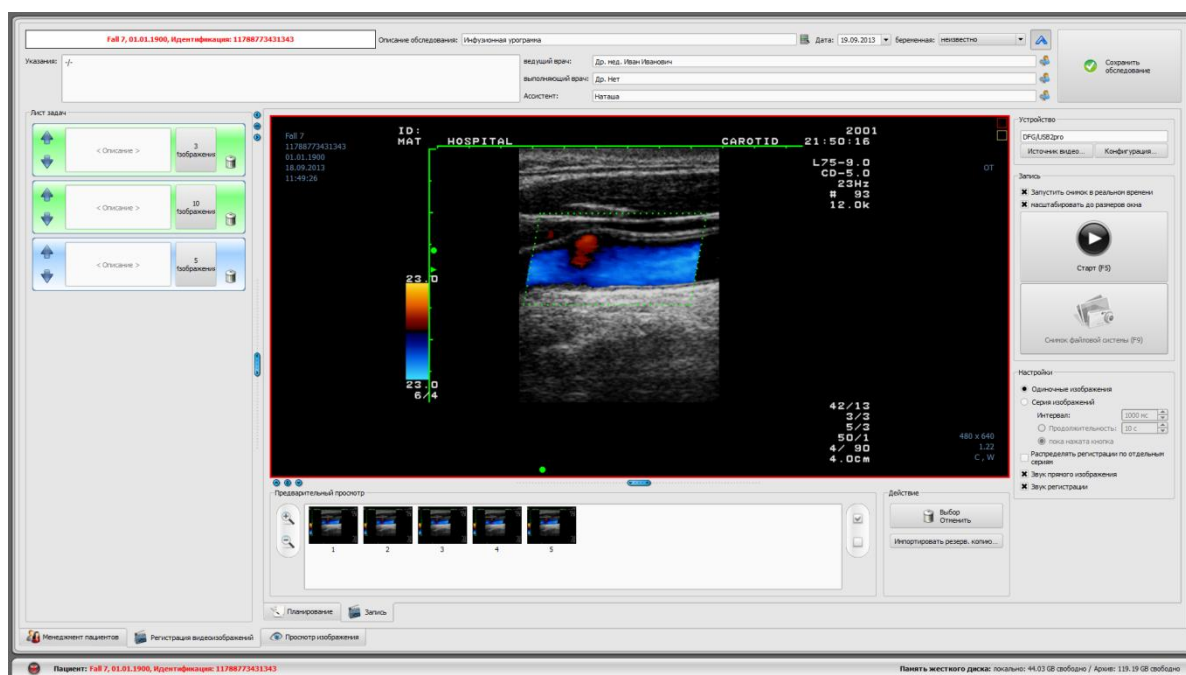 Fall 7, 01.01.1900, Идентификация: 11788773431343
Описание обследования: Инфузионная урограмма
Дата: 19.09.2013
беременная: неизвестно
Сохранить
обследование
Указания: -/-
ведущий врач: Др. мед. Иван Иванович
выполняющий врач: Др. Нет
Ассистент: Наташа
Лист задач
< Описание >
3
< Описание >
10
< Описание >
5
Fall 7
11788773431343
01.01.1900
18.09.2013
11:49:26
ID:
MAT HOSPITAL CAROTID
2001
21:50:16
L75-9.0
CD-5.0
23Hz
# 93
12.0k
OT
23.0
23.0
6/4
42/13
3/3
5/3
50/1
4/ 90
4.0cm
480 x 640
1.22
C , W
Устройство
DFG/USB2pro
Источник видео...
Конфигурация...
Запись
Запустить снимок в реальном времени
масштабировать до размеров окна
Старт (F5)
Снимок файловой системы (F9)
Настройки
Одиночные изображения
Серия изображений
Интервал: 1000 мс
Продолжительность: 10 с
пока нажата кнопка
Распределять регистрации по отдельным
сериям
Звук прямого изображения
Звук регистрации
Предварительный просмотр
1 2 3 4 5
Действие
Выбор
Отменить
Импортировать резерв. копию...
Планирование
Запись
Менеджмент пациентов
Регистрация видеоизображений
Просмотр изображения
Пациент: Fall 7, 01.01.1900, Идентификация: 11788773431343
Память жесткого диска: локально: 44.03 GB свободно / Архив: 119.19 GB свободно